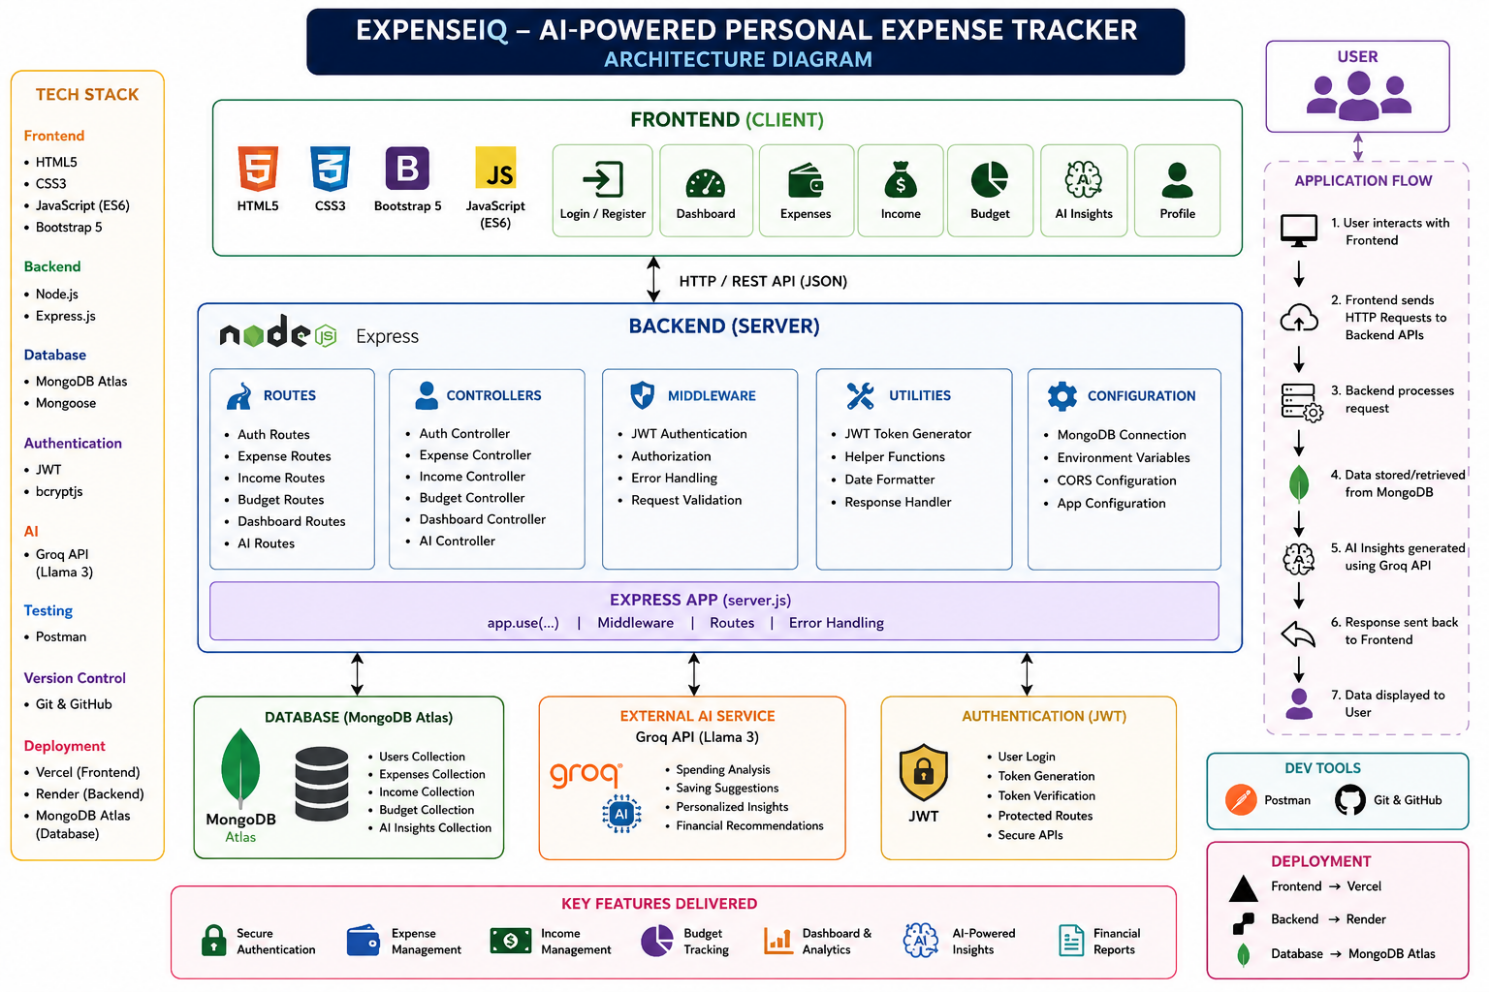 EXPENSEIQ – AI-POWERED PERSONAL EXPENSE TRACKER
ARCHITECTURE DIAGRAM
TECH STACK
Frontend
• HTML5
• CSS3
• JavaScript (ES6)
• Bootstrap 5
Backend
• Node.js
• Express.js
Database
• MongoDB Atlas
• Mongoose
Authentication
• JWT
• bcryptjs
AI
• Groq API
(Llama 3)
Testing
• Postman
Version Control
• Git & GitHub
Deployment
• Vercel (Frontend)
• Render (Backend)
• MongoDB Atlas
(Database)
FRONTEND (CLIENT)
5
HTML5
3
CSS3
B
Bootstrap 5
JS
JavaScript
(ES6)
Login / Register
Dashboard
Expenses
$
Income
Budget
AI
AI Insights
Profile
HTTP / REST API (JSON)
node
JS
Express
BACKEND (SERVER)
ROUTES
• Auth Routes
• Expense Routes
• Income Routes
• Budget Routes
• Dashboard Routes
• AI Routes
CONTROLLERS
• Auth Controller
• Expense Controller
• Income Controller
• Budget Controller
• Dashboard Controller
• AI Controller
MIDDLEWARE
• JWT Authentication
• Authorization
• Error Handling
• Request Validation
UTILITIES
• JWT Token Generator
• Helper Functions
• Date Formatter
• Response Handler
CONFIGURATION
• MongoDB Connection
• Environment Variables
• CORS Configuration
• App Configuration
EXPRESS APP (server.js)
app.use(...) | Middleware | Routes | Error Handling
DATABASE (MongoDB Atlas)
MongoDB
Atlas
• Users Collection
• Expenses Collection
• Income Collection
• Budget Collection
• AI Insights Collection
EXTERNAL AI SERVICE
Groq API (Llama 3)
groq
AI
• Spending Analysis
• Saving Suggestions
• Personalized Insights
• Financial Recommendations
AUTHENTICATION (JWT)
JWT
• User Login
• Token Generation
• Token Verification
• Protected Routes
• Secure APIs
KEY FEATURES DELIVERED
Secure
Authentication
Expense
Management
$
Income
Management
Budget
Tracking
Dashboard &
Analytics
AI
AI-Powered
Insights
Financial
Reports
USER
APPLICATION FLOW
1. User interacts with
Frontend
2. Frontend sends
HTTP Requests to
Backend APIs
3. Backend processes
request
4. Data stored/retrieved
from MongoDB
A
5. AI Insights generated
using Groq API
6. Response sent back
to Frontend
7. Data displayed to
User
DEV TOOLS
Postman
Git & GitHub
DEPLOYMENT
Frontend → Vercel
Backend → Render
Database → MongoDB Atlas